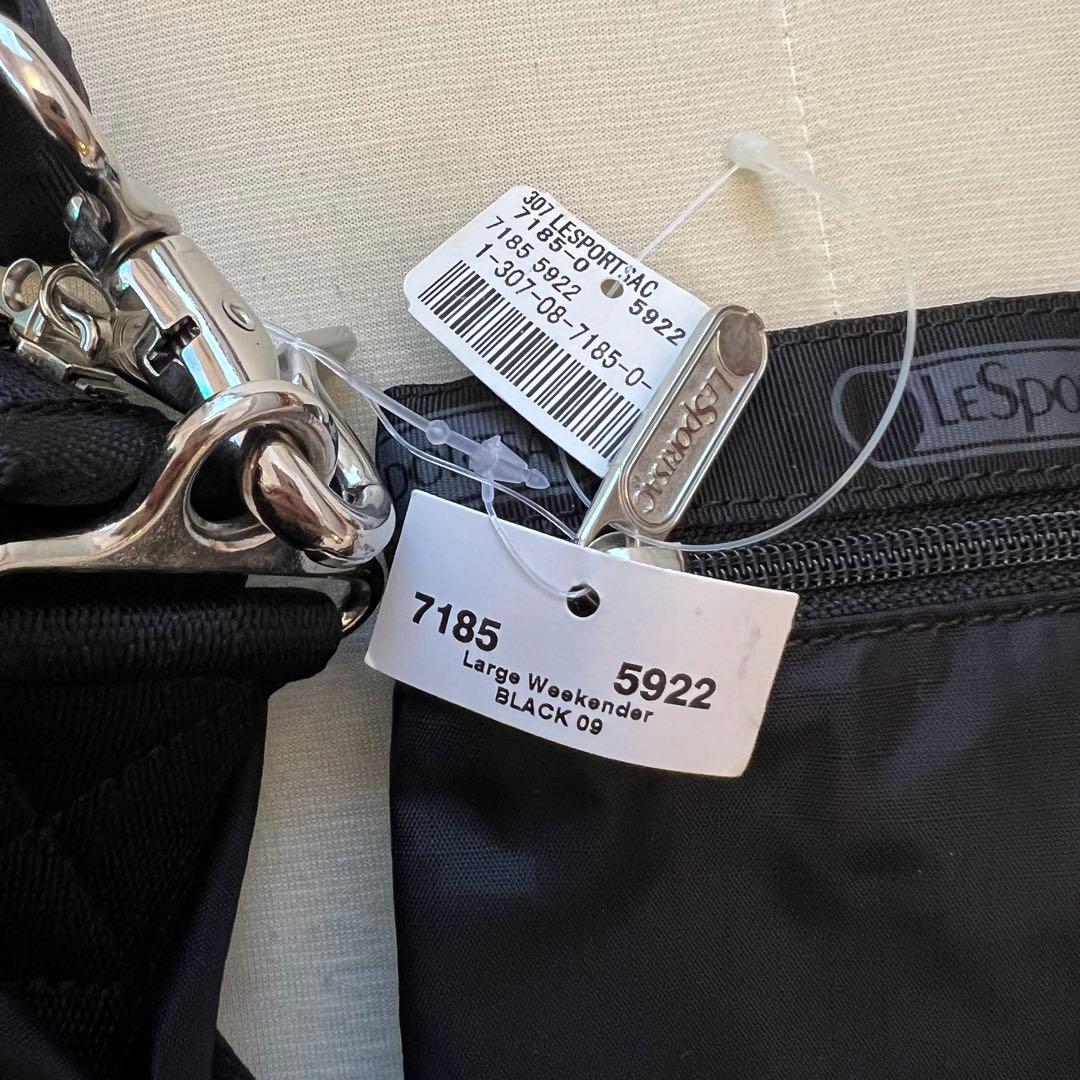 307 LESPORTSAC
7185-0 5922
7185 5922
1-307-08-7185-0-
LESPORTSAC
LESPO
7185 5922
Large Weekender
BLACK 09